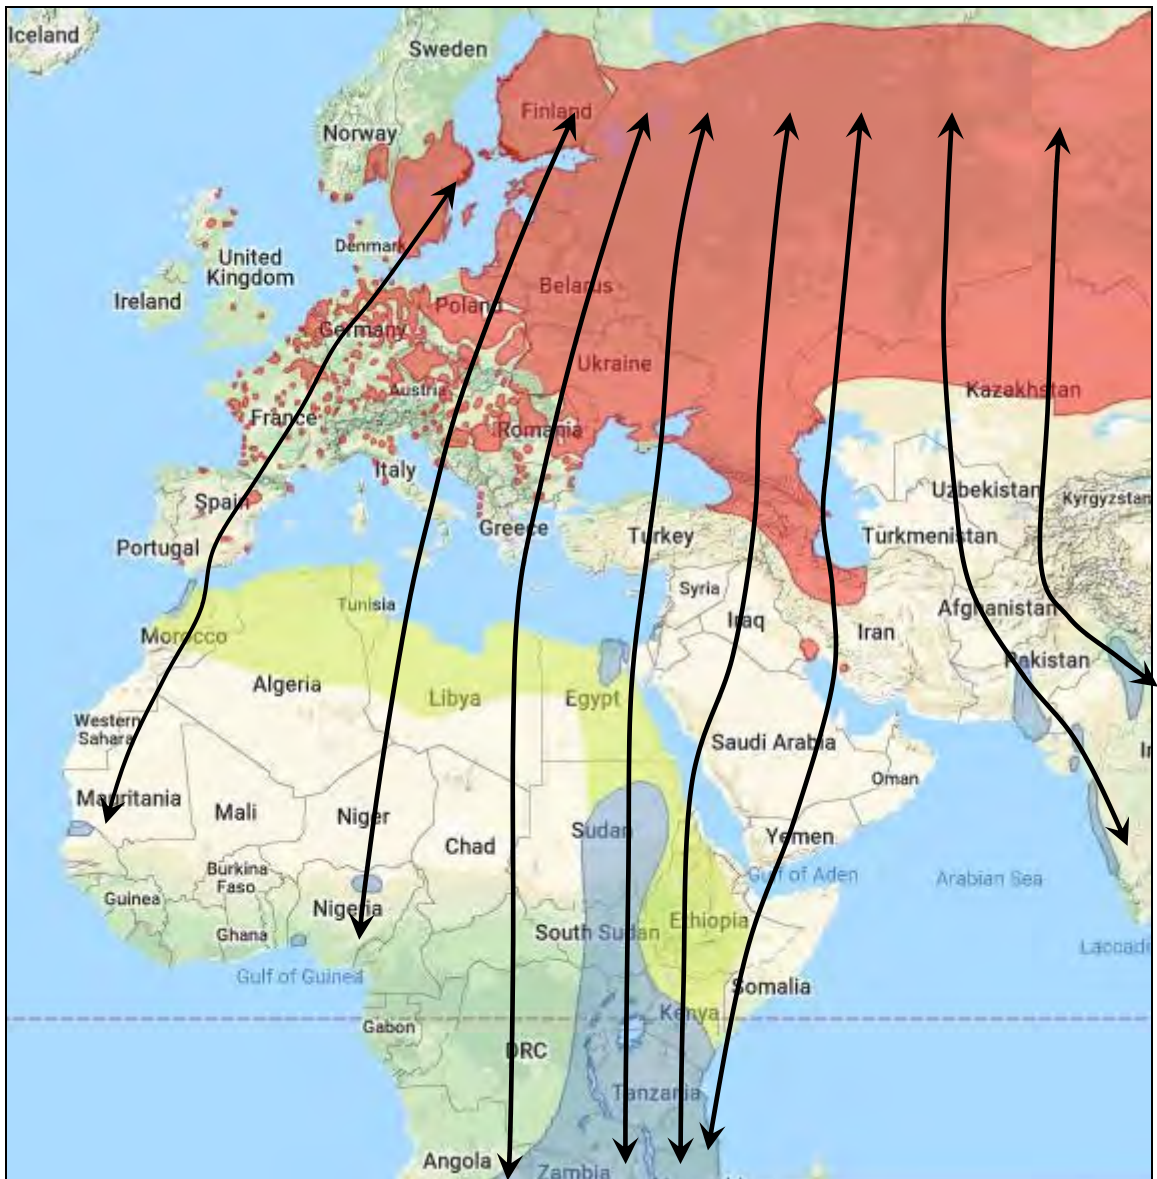 Iceland
Sweden
Finland
Norway
Denmark
United
Kingdom
Ireland
Belarus
Poland
Germany
Ukraine
Austria
Kazakhstan
France
Romania
Italy
Uzbekistan
Kyrgyzstan
Spain
Portugal
Greece
Turkey
Turkmenistan
Syria
Tunisia
Afghanistan
Iraq
Iran
Morocco
Pakistan
Algeria
Libya
Egypt
Western
Sahara
Saudi Arabia
Oman
Mauritania
Mali
Niger
Sudan
Yemen
Chad
Burkina
Faso
Gulf of Aden
Arabian Sea
Guinea
Nigeria
Ethiopia
Ghana
South Sudan
Laccad
Gulf of Guinea
Somalia
Kenya
Gabon
DRC
Tanzania
Angola
Zambia